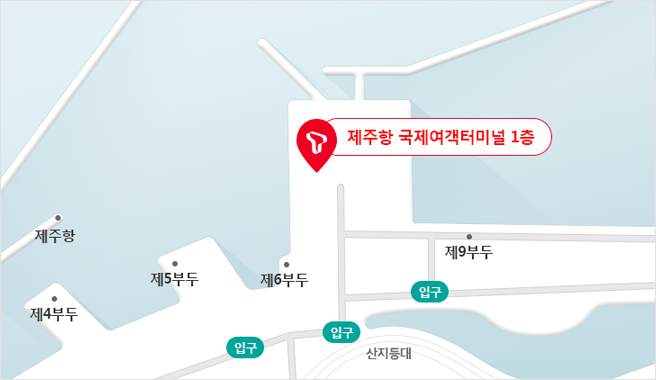 제주항 국제여객터미널 1층
제주항
제9부두
제5부두
제6부두
입구
제4부두
입구
입구
산지등대